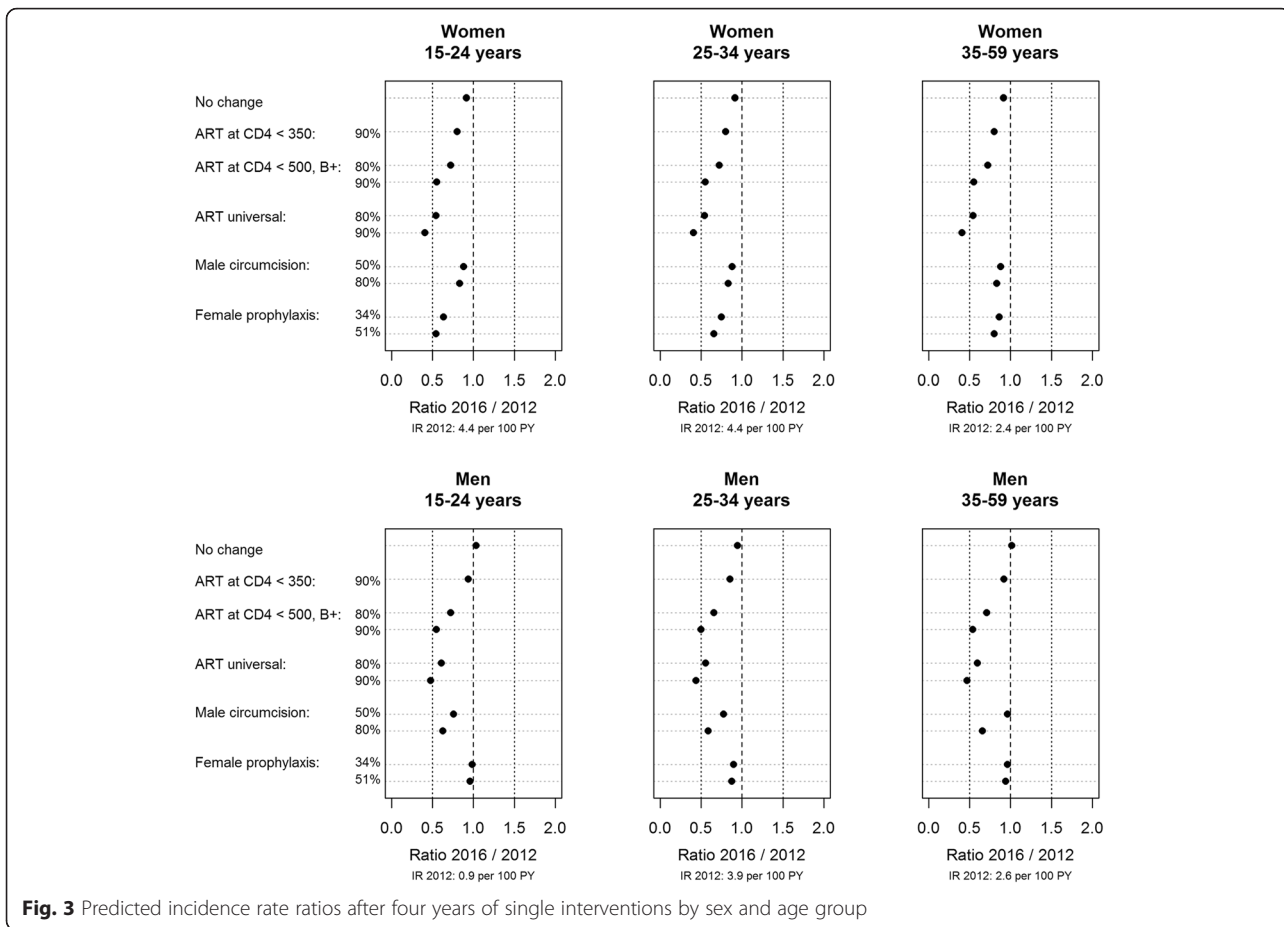 Women
15-24 years
Women
25-34 years
Women
35-59 years
No change
ART at CD4 < 350: 90%
ART at CD4 < 500, B+: 80%
90%
ART universal: 80%
90%
Male circumcision: 50%
80%
Female prophylaxis: 34%
51%
0.0 0.5 1.0 1.5 2.0
Ratio 2016 / 2012
IR 2012: 4.4 per 100 PY
0.0 0.5 1.0 1.5 2.0
Ratio 2016 / 2012
IR 2012: 4.4 per 100 PY
0.0 0.5 1.0 1.5 2.0
Ratio 2016 / 2012
IR 2012: 2.4 per 100 PY
Men
15-24 years
Men
25-34 years
Men
35-59 years
No change
ART at CD4 < 350: 90%
ART at CD4 < 500, B+: 80%
90%
ART universal: 80%
90%
Male circumcision: 50%
80%
Female prophylaxis: 34%
51%
0.0 0.5 1.0 1.5 2.0
Ratio 2016 / 2012
IR 2012: 0.9 per 100 PY
0.0 0.5 1.0 1.5 2.0
Ratio 2016 / 2012
IR 2012: 3.9 per 100 PY
0.0 0.5 1.0 1.5 2.0
Ratio 2016 / 2012
IR 2012: 2.6 per 100 PY
Fig. 3 Predicted incidence rate ratios after four years of single interventions by sex and age group